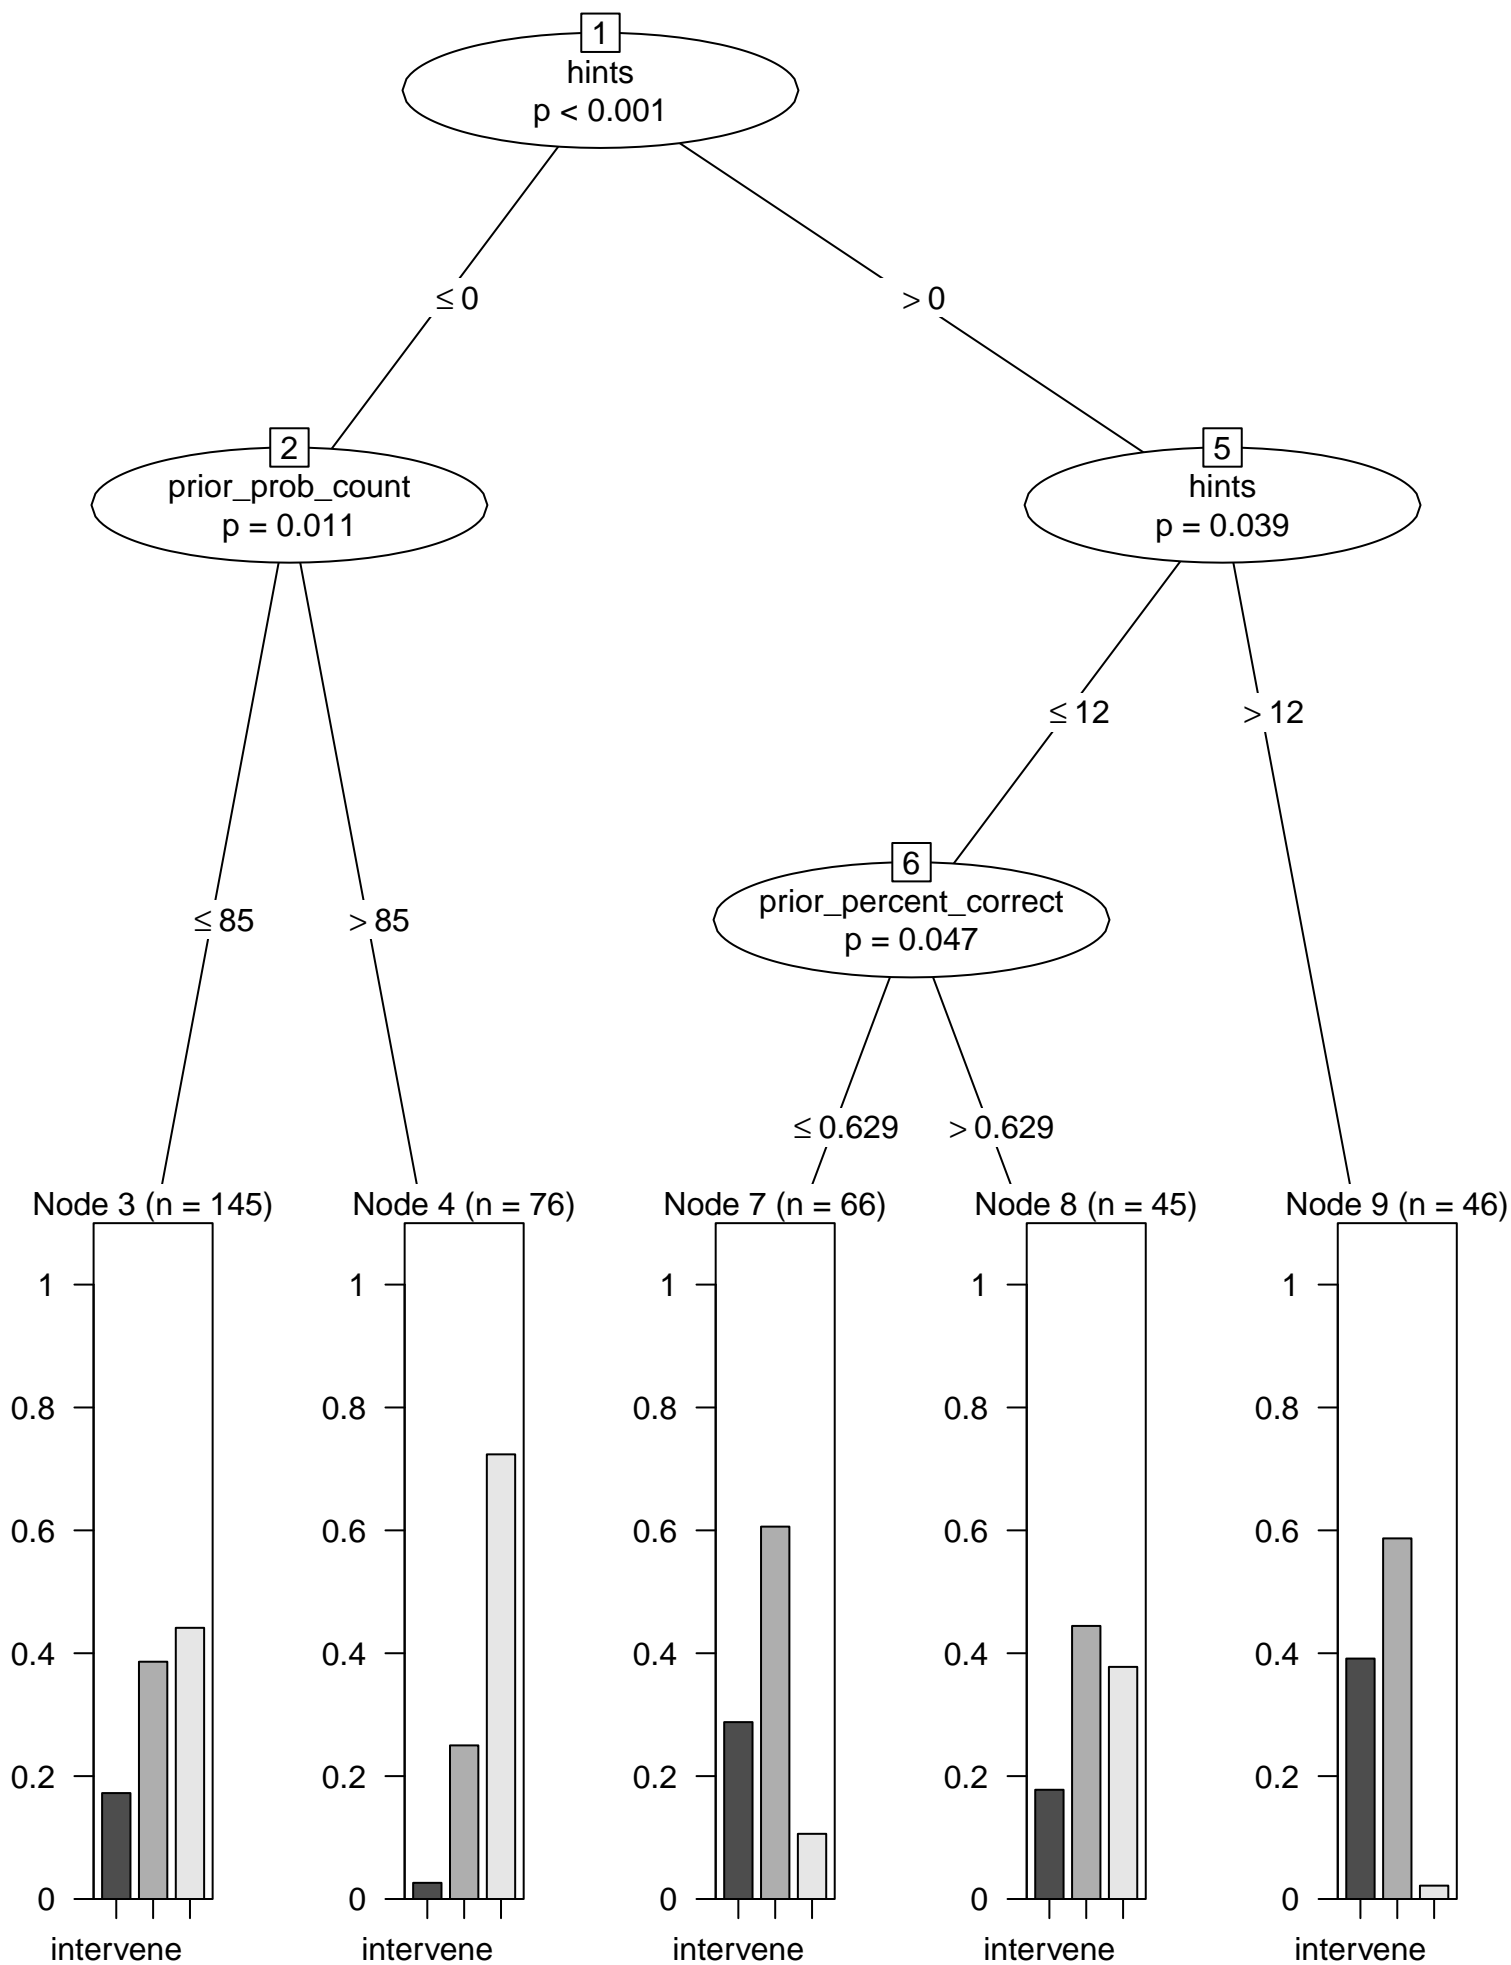 1
hints
p < 0.001
≤ 0
> 0
2
prior_prob_count
p = 0.011
5
hints
p = 0.039
≤ 12
> 12
6
prior_percent_correct
p = 0.047
≤ 85
> 85
≤ 0.629
> 0.629
Node 3 (n = 145)
1
0.8
0.6
0.4
0.2
0
intervene
Node 4 (n = 76)
1
0.8
0.6
0.4
0.2
0
intervene
Node 7 (n = 66)
1
0.8
0.6
0.4
0.2
0
intervene
Node 8 (n = 45)
1
0.8
0.6
0.4
0.2
0
intervene
Node 9 (n = 46)
1
0.8
0.6
0.4
0.2
0
intervene